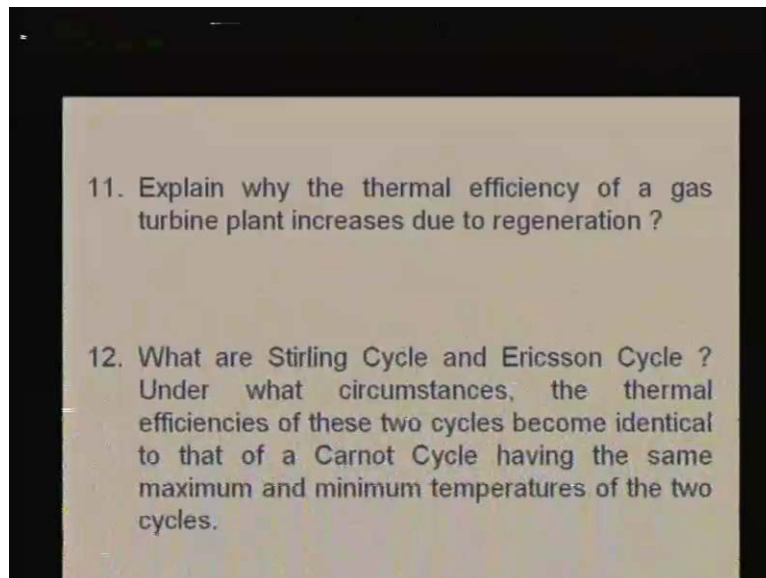 11. Explain why the thermal efficiency of a gas
turbine plant increases due to regeneration ?
12. What are Stirling Cycle and Ericsson Cycle ?
Under what circumstances, the thermal
efficiencies of these two cycles become identical
to that of a Carnot Cycle having the same
maximum and minimum temperatures of the two
cycles.